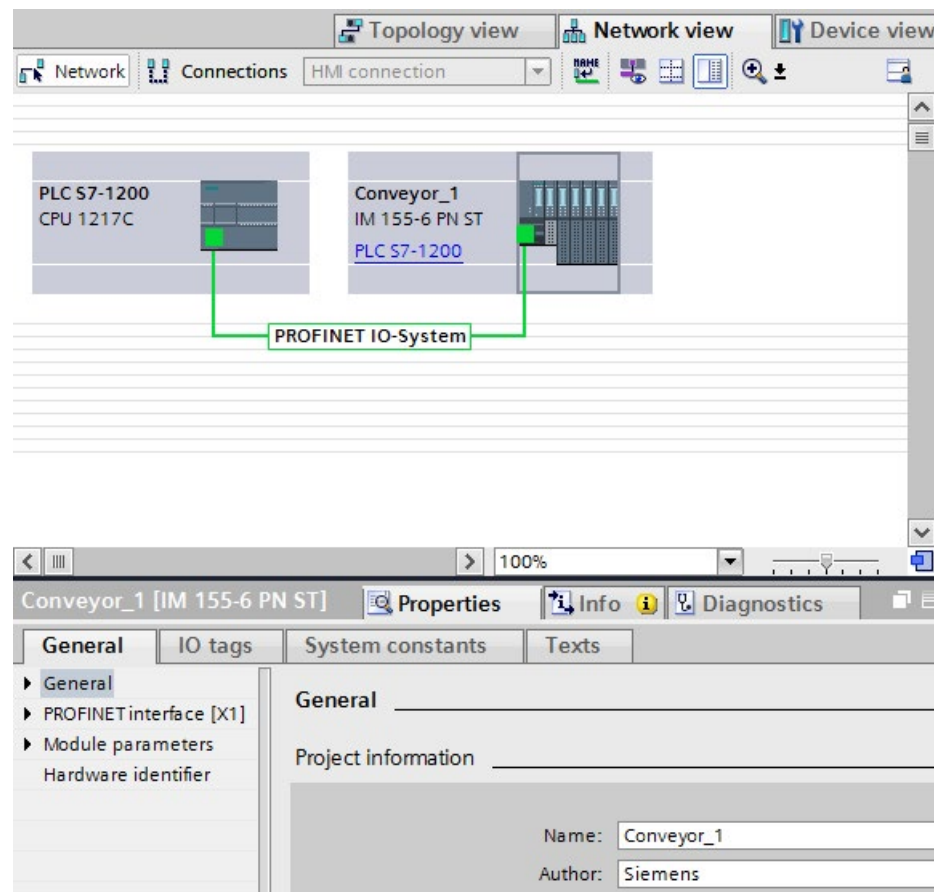 Topology view Network view Device view
Network Connections HMI connection NAME
PLC S7-1200
CPU 1217C
Conveyor_1
IM 155-6 PN ST
PLC S7-1200
PROFINET IO-System
100%
Conveyor_1 [IM 155-6 PN ST] Properties Info Diagnostics
General IO tags System constants Texts
General
PROFINET interface [X1]
Module parameters
Hardware identifier
General
Project information
Name: Conveyor_1
Author: Siemens